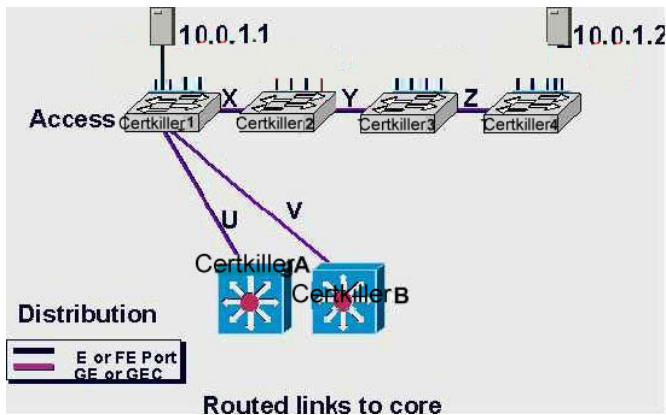 10.0.1.1
10.0.1.2
X
Y
Z
Access
Certkiller1
Certkiller2
Certkiller3
Certkiller4
U
V
CertkillerA
Certkiller B
Distribution
E or FE Port
GE or GEC
Routed links to core